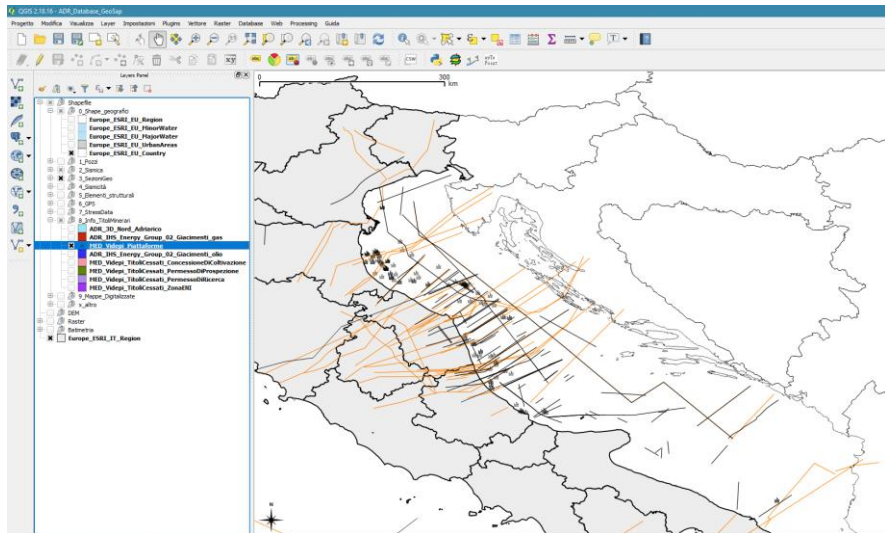 QGIS 2.18.16 - ADR_Database_GeoSap
Progetto Modifica Visualizza Layer Impostazioni Plugins Vettore Raster Database Web Processing Guida
Layers Panel
Shapefile
0_Shape_geografici
Europe_ESRI_EU_Region
Europe_ESRI_EU_MinorWater
Europe_ESRI_EU_MajorWater
Europe_ESRI_EU_UrbanAreas
Europe_ESRI_EU_Country
1_Pozzi
2_Sismica
3_SezioniGeo
4_Sismicità
5_Elementi_strutturali
6_GPS
7_StressData
8_Info_TitoliMinerari
ADR_3D_Nord_Adriatico
ADR_IHS_Energy_Group_02_Giacimenti_gas
MED_Videpi_Piattaforme
ADR_IHS_Energy_Group_02_Giacimenti_olio
MED_Videpi_TitoliCessati_ConcessioneDiColtivazione
MED_Videpi_TitoliCessati_PermessoDiProspezione
MED_Videpi_TitoliCessati_PermessoDiRicerca
MED_Videpi_TitoliCessati_ZonaENI
9_Mappe_Digitalizzate
x_altro
DEM
Raster
Batimetria
Europe_ESRI_IT_Region
0 300
km
N